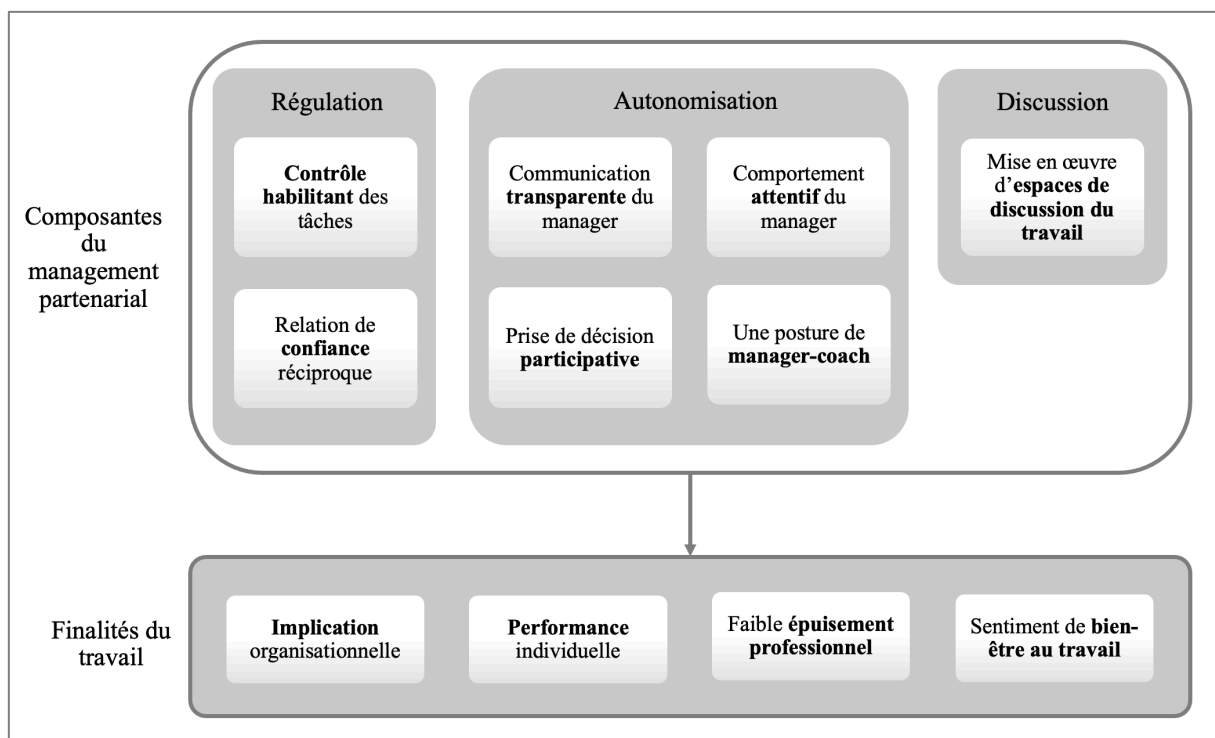 Composantes
du
management
partenarial
Régulation
Contrôle
habilitant des
tâches
Relation de
confiance
réciproque
Autonomisation
Communication
transparente du
manager
Comportement
attentif du
manager
Prise de décision
participative
Une posture de
manager-coach
Discussion
Mise en œuvre
d’espaces de
discussion du
travail
Finalités du
travail
Implication
organisationnelle
Performance
individuelle
Faible épuisement
professionnel
Sentiment de bien-
être au travail